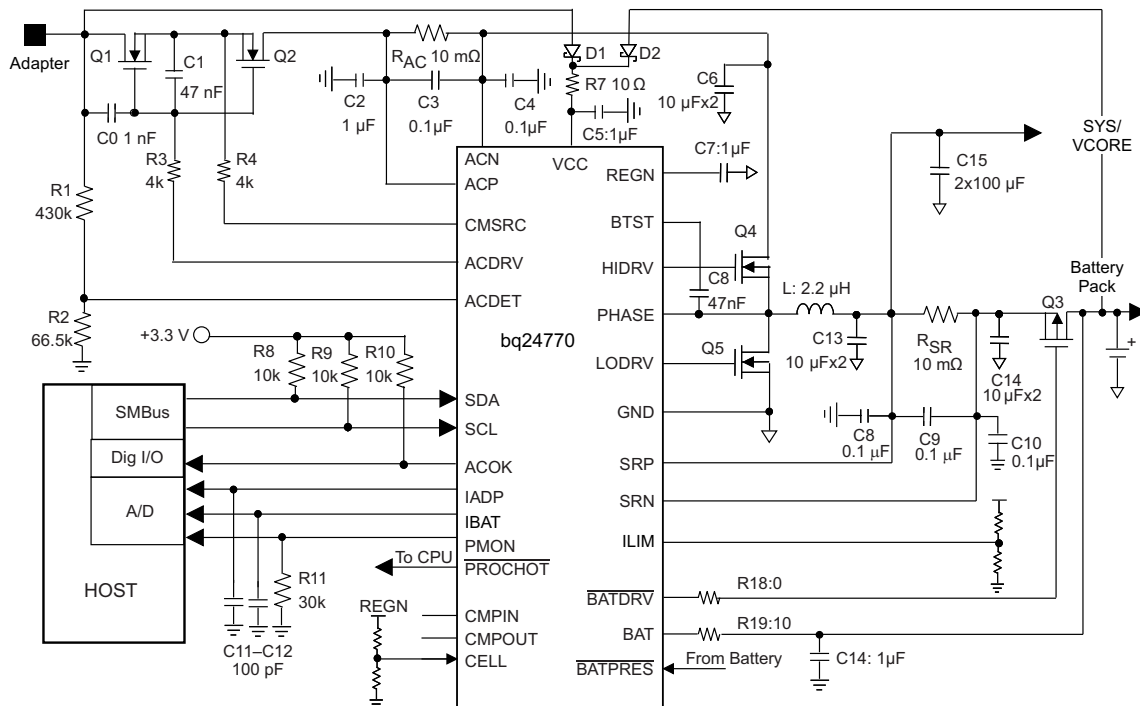 Adapter
Q1
Q2
C1
47 nF
C0 1 nF
R_AC 10 mΩ
C2
1 µF
C3
0.1µF
C4
0.1µF
D1
D2
R7 10 Ω
C5:1µF
C6
10 µFx2
C7:1µF
C15
2x100 µF
SYS/
VCORE
R1
430k
R3
4k
R4
4k
R2
66.5k
+3.3 V
R8
10k
R9
10k
R10
10k
ACN
ACP
CMSRC
ACDRV
ACDET
VCC
REGN
BTST
HIDRV
PHASE
LODRV
GND
SRP
SRN
ILIM
BATDRV
BAT
BATPRES
bq24770
SDA
SCL
ACOK
IADP
IBAT
PMON
PROCHOT
CMPIN
CMPOUT
CELL
Q4
C8
47nF
Q5
L: 2.2 µH
C13
10 µFx2
R_SR
10 mΩ
Battery
Pack
Q3
+
C14
10 µFx2
C8
0.1 µF
C9
0.1 µF
C10
0.1µF
R18:0
R19:10
C14: 1µF
From Battery
SMBus
Dig I/O
A/D
HOST
To CPU
R11
30k
REGN
C11–C12
100 pF